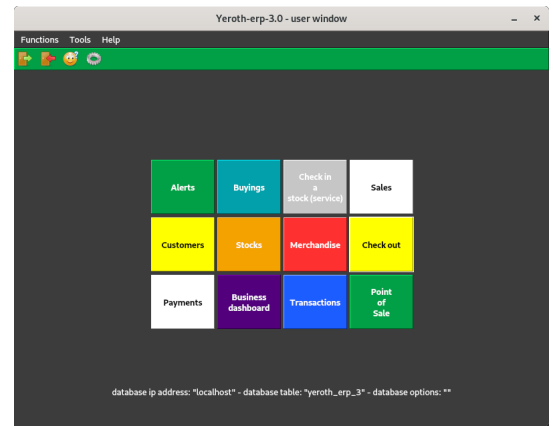 Yeroth-erp-3.0 - user window
Functions Tools Help
Alerts
Buyings
Check in
a
stock (service)
Sales
Customers
Stocks
Merchandise
Check out
Payments
Business
dashboard
Transactions
Point
of
Sale
database ip address: "localhost" - database table: "yeroth_erp_3" - database options: ""